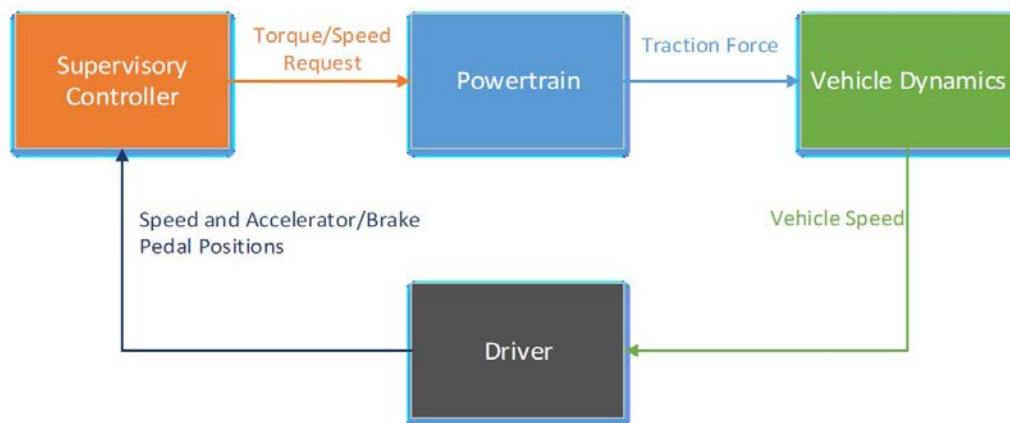 Torque/Speed
Request
Traction Force
Supervisory
Controller
Powertrain
Vehicle Dynamics
Speed and Accelerator/Brake
Pedal Positions
Vehicle Speed
Driver